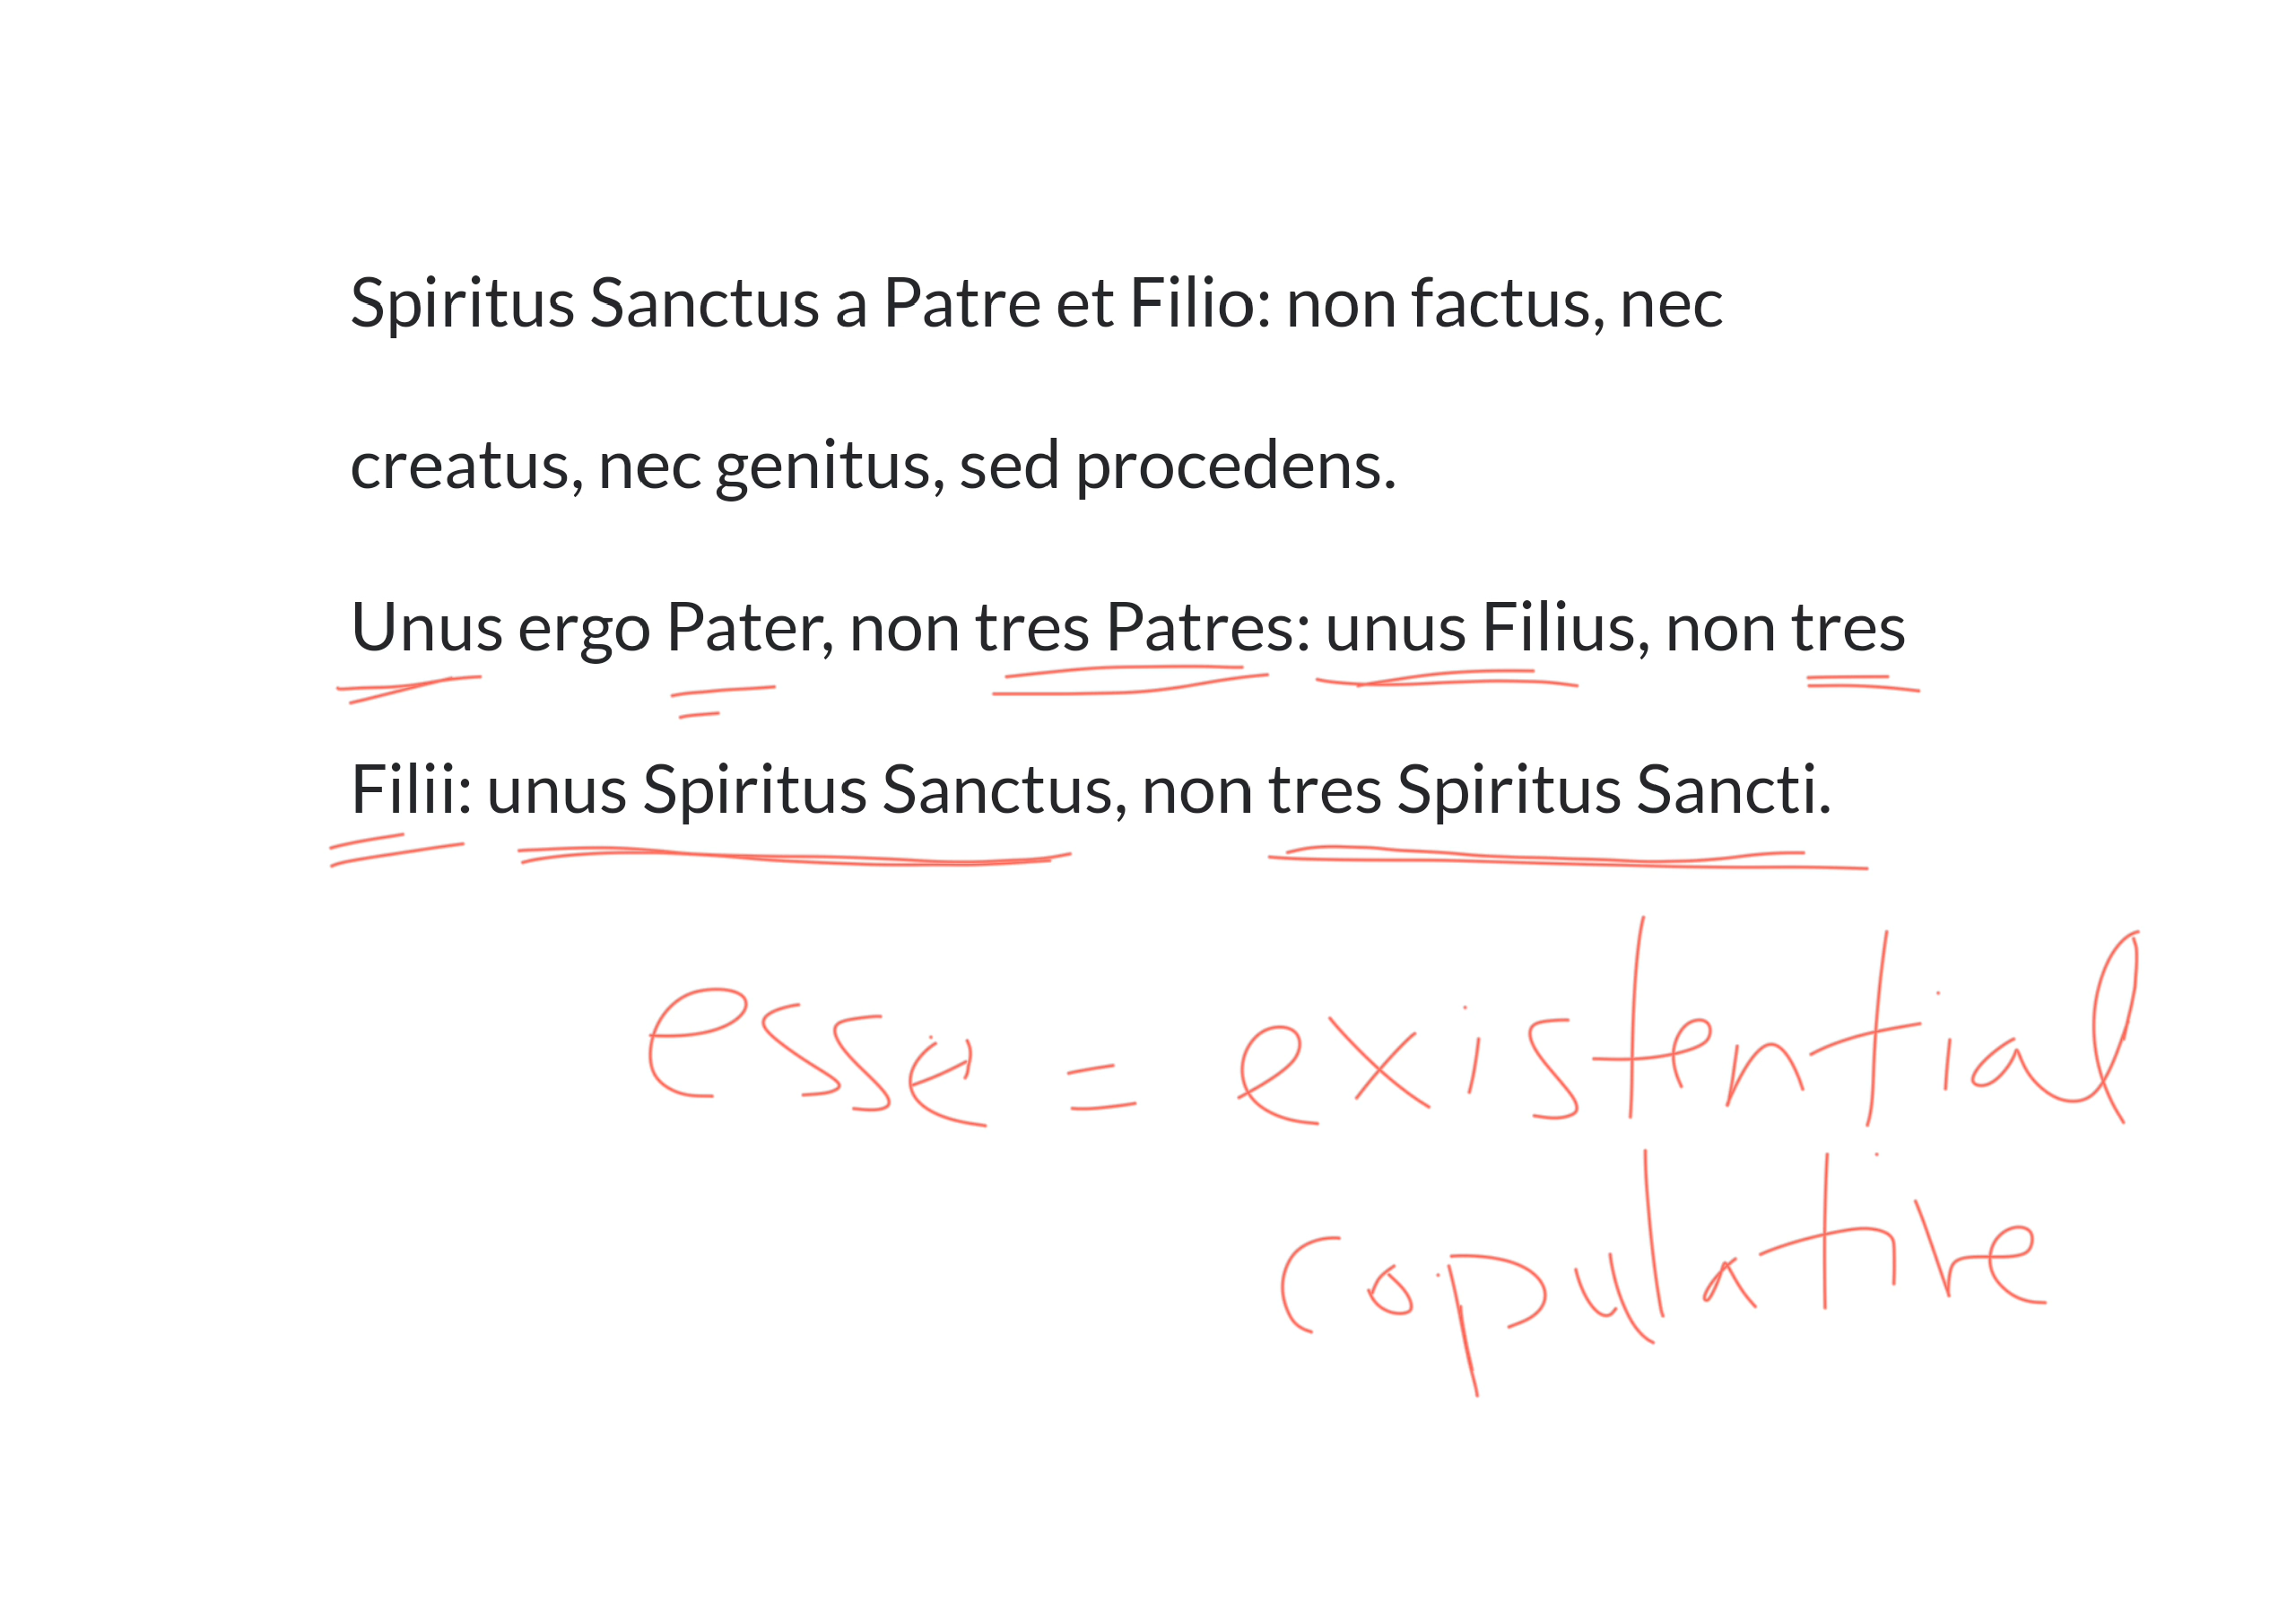 Spiritus Sanctus a Patre et Filio: non factus, nec
creatus, nec genitus, sed procedens.
Unus ergo Pater, non tres Patres: unus Filius, non tres
Filii: unus Spiritus Sanctus, non tres Spiritus Sancti.
esse = existential
copulative